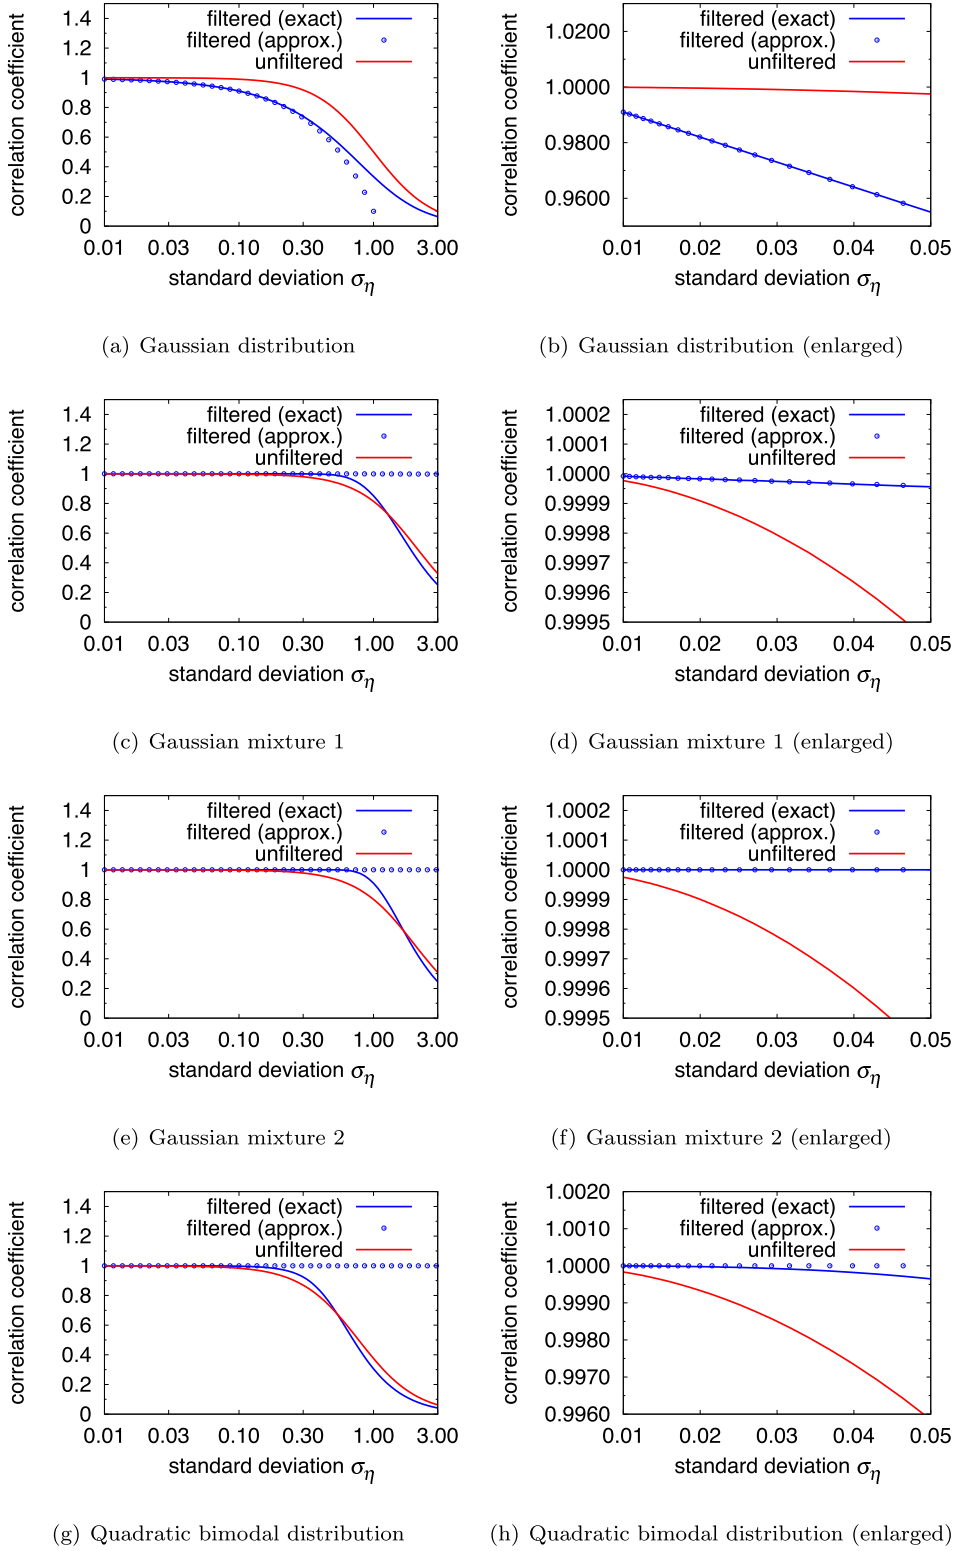 filtered (exact)
filtered (approx.)
unfiltered
correlation coefficient
1.4
1.2
1
0.8
0.6
0.4
0.2
0
0.01 0.03 0.10 0.30 1.00 3.00
standard deviation ση
(a) Gaussian distribution
filtered (exact)
filtered (approx.)
unfiltered
correlation coefficient
1.0200
1.0000
0.9800
0.9600
0.01 0.02 0.03 0.04 0.05
standard deviation ση
(b) Gaussian distribution (enlarged)
filtered (exact)
filtered (approx.)
unfiltered
correlation coefficient
1.4
1.2
1
0.8
0.6
0.4
0.2
0
0.01 0.03 0.10 0.30 1.00 3.00
standard deviation ση
(c) Gaussian mixture 1
filtered (exact)
filtered (approx.)
unfiltered
correlation coefficient
1.0002
1.0001
1.0000
0.9999
0.9998
0.9997
0.9996
0.9995
0.01 0.02 0.03 0.04 0.05
standard deviation ση
(d) Gaussian mixture 1 (enlarged)
filtered (exact)
filtered (approx.)
unfiltered
correlation coefficient
1.4
1.2
1
0.8
0.6
0.4
0.2
0
0.01 0.03 0.10 0.30 1.00 3.00
standard deviation ση
(e) Gaussian mixture 2
filtered (exact)
filtered (approx.)
unfiltered
correlation coefficient
1.0002
1.0001
1.0000
0.9999
0.9998
0.9997
0.9996
0.9995
0.01 0.02 0.03 0.04 0.05
standard deviation ση
(f) Gaussian mixture 2 (enlarged)
filtered (exact)
filtered (approx.)
unfiltered
correlation coefficient
1.4
1.2
1
0.8
0.6
0.4
0.2
0
0.01 0.03 0.10 0.30 1.00 3.00
standard deviation ση
(g) Quadratic bimodal distribution
filtered (exact)
filtered (approx.)
unfiltered
correlation coefficient
1.0020
1.0010
1.0000
0.9990
0.9980
0.9970
0.9960
0.01 0.02 0.03 0.04 0.05
standard deviation ση
(h) Quadratic bimodal distribution (enlarged)